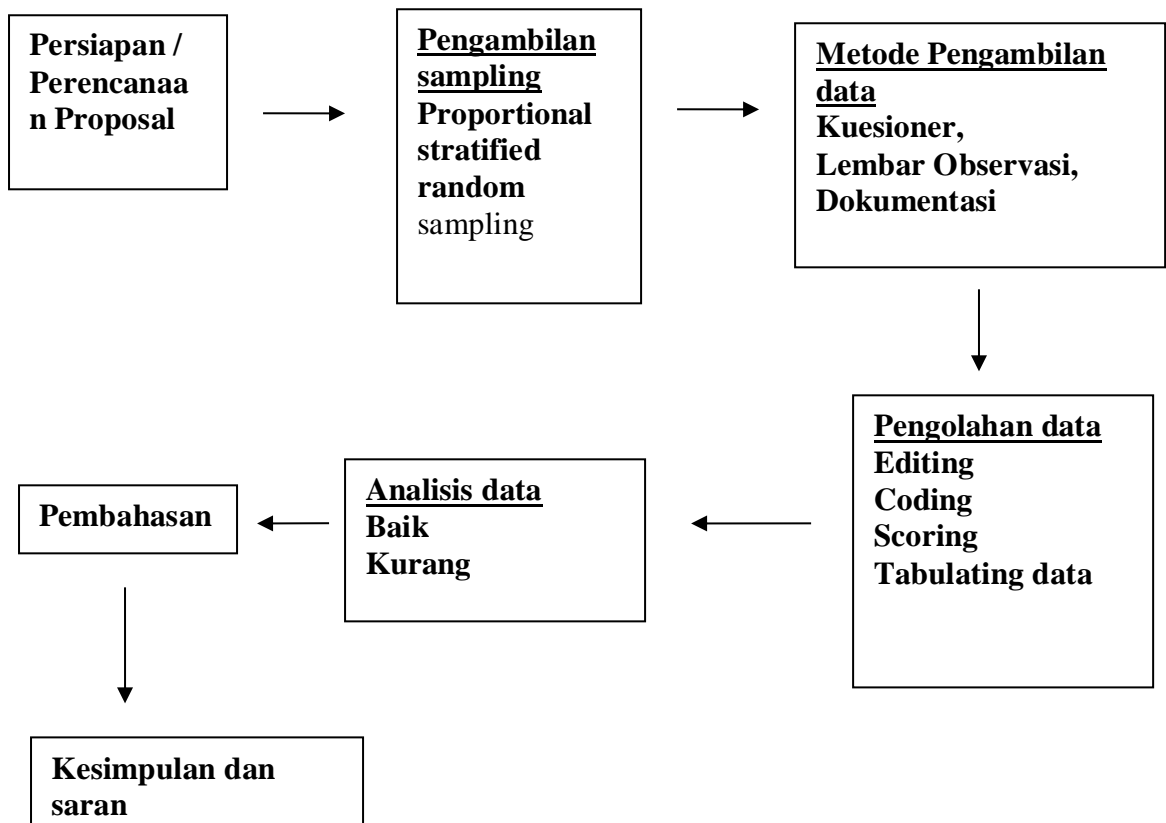 Persiapan /
Perencanaa
n Proposal
Pengambilan
sampling
Proportional
stratified
random
sampling
Metode Pengambilan
data
Kuesioner,
Lembar Observasi,
Dokumentasi
Pengolahan data
Editing
Coding
Scoring
Tabulating data
Analisis data
Baik
Kurang
Pembahasan
Kesimpulan dan
saran